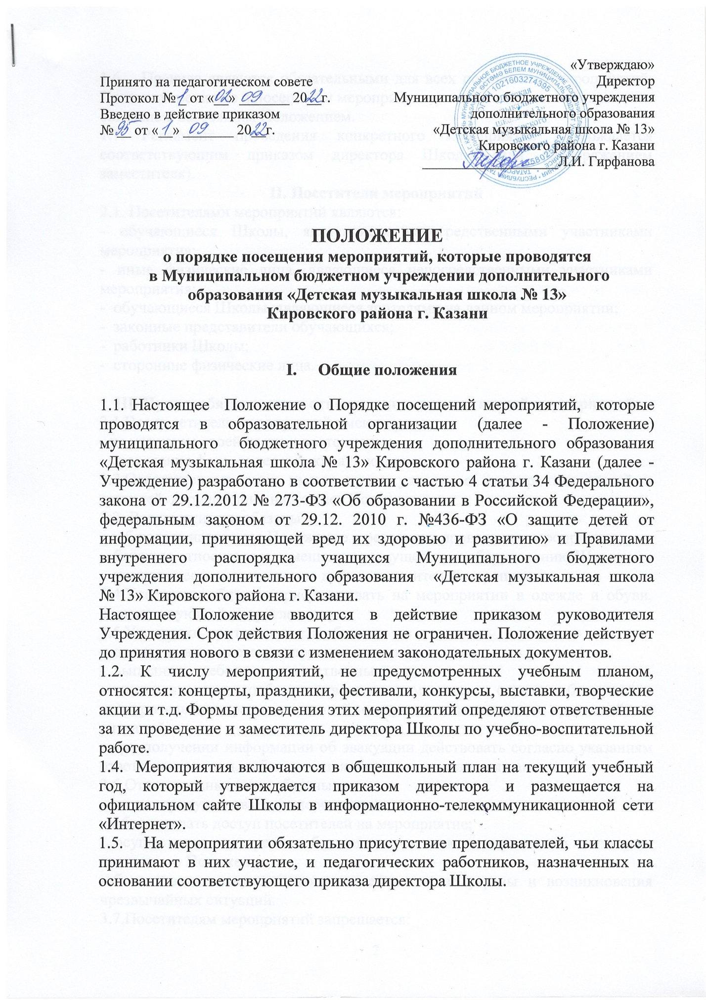 Принято на педагогическом совете
Протокол № 1 от «02» 09 2022г.
Введено в действие приказом
№ 95 от «1» 09 2022г.
«Утверждаю»
Директор
Муниципального бюджетного учреждения
дополнительного образования
«Детская музыкальная школа № 13»
Кировского района г. Казани
Л.И. Гирфанова
ПОЛОЖЕНИЕ
о порядке посещения мероприятий, которые проводятся
в Муниципальном бюджетном учреждении дополнительного
образования «Детская музыкальная школа № 13»
Кировского района г. Казани
I. Общие положения
1.1. Настоящее Положение о Порядке посещений мероприятий, которые
проводятся в образовательной организации (далее - Положение)
муниципального бюджетного учреждения дополнительного образования
«Детская музыкальная школа № 13» Кировского района г. Казани (далее -
Учреждение) разработано в соответствии с частью 4 статьи 34 Федерального
закона от 29.12.2012 № 273-ФЗ «Об образовании в Российской Федерации»,
федеральным законом от 29.12. 2010 г. №436-ФЗ «О защите детей от
информации, причиняющей вред их здоровью и развитию» и Правилами
внутреннего распорядка учащихся Муниципального бюджетного
учреждения дополнительного образования «Детская музыкальная школа
№ 13» Кировского района г. Казани.
Настоящее Положение вводится в действие приказом руководителя
Учреждения. Срок действия Положения не ограничен. Положение действует
до принятия нового в связи с изменением законодательных документов.
1.2. К числу мероприятий, не предусмотренных учебным планом,
относятся: концерты, праздники, фестивали, конкурсы, выставки, творческие
акции и т.д. Формы проведения этих мероприятий определяют ответственные
за их проведение и заместитель директора Школы по учебно-воспитательной
работе.
1.4. Мероприятия включаются в общешкольный план на текущий учебный
год, который утверждается приказом директора и размещается на
официальном сайте Школы в информационно-телекоммуникационной сети
«Интернет».
1.5. На мероприятии обязательно присутствие преподавателей, чьи классы
принимают в них участие, и педагогических работников, назначенных на
основании соответствующего приказа директора Школы.